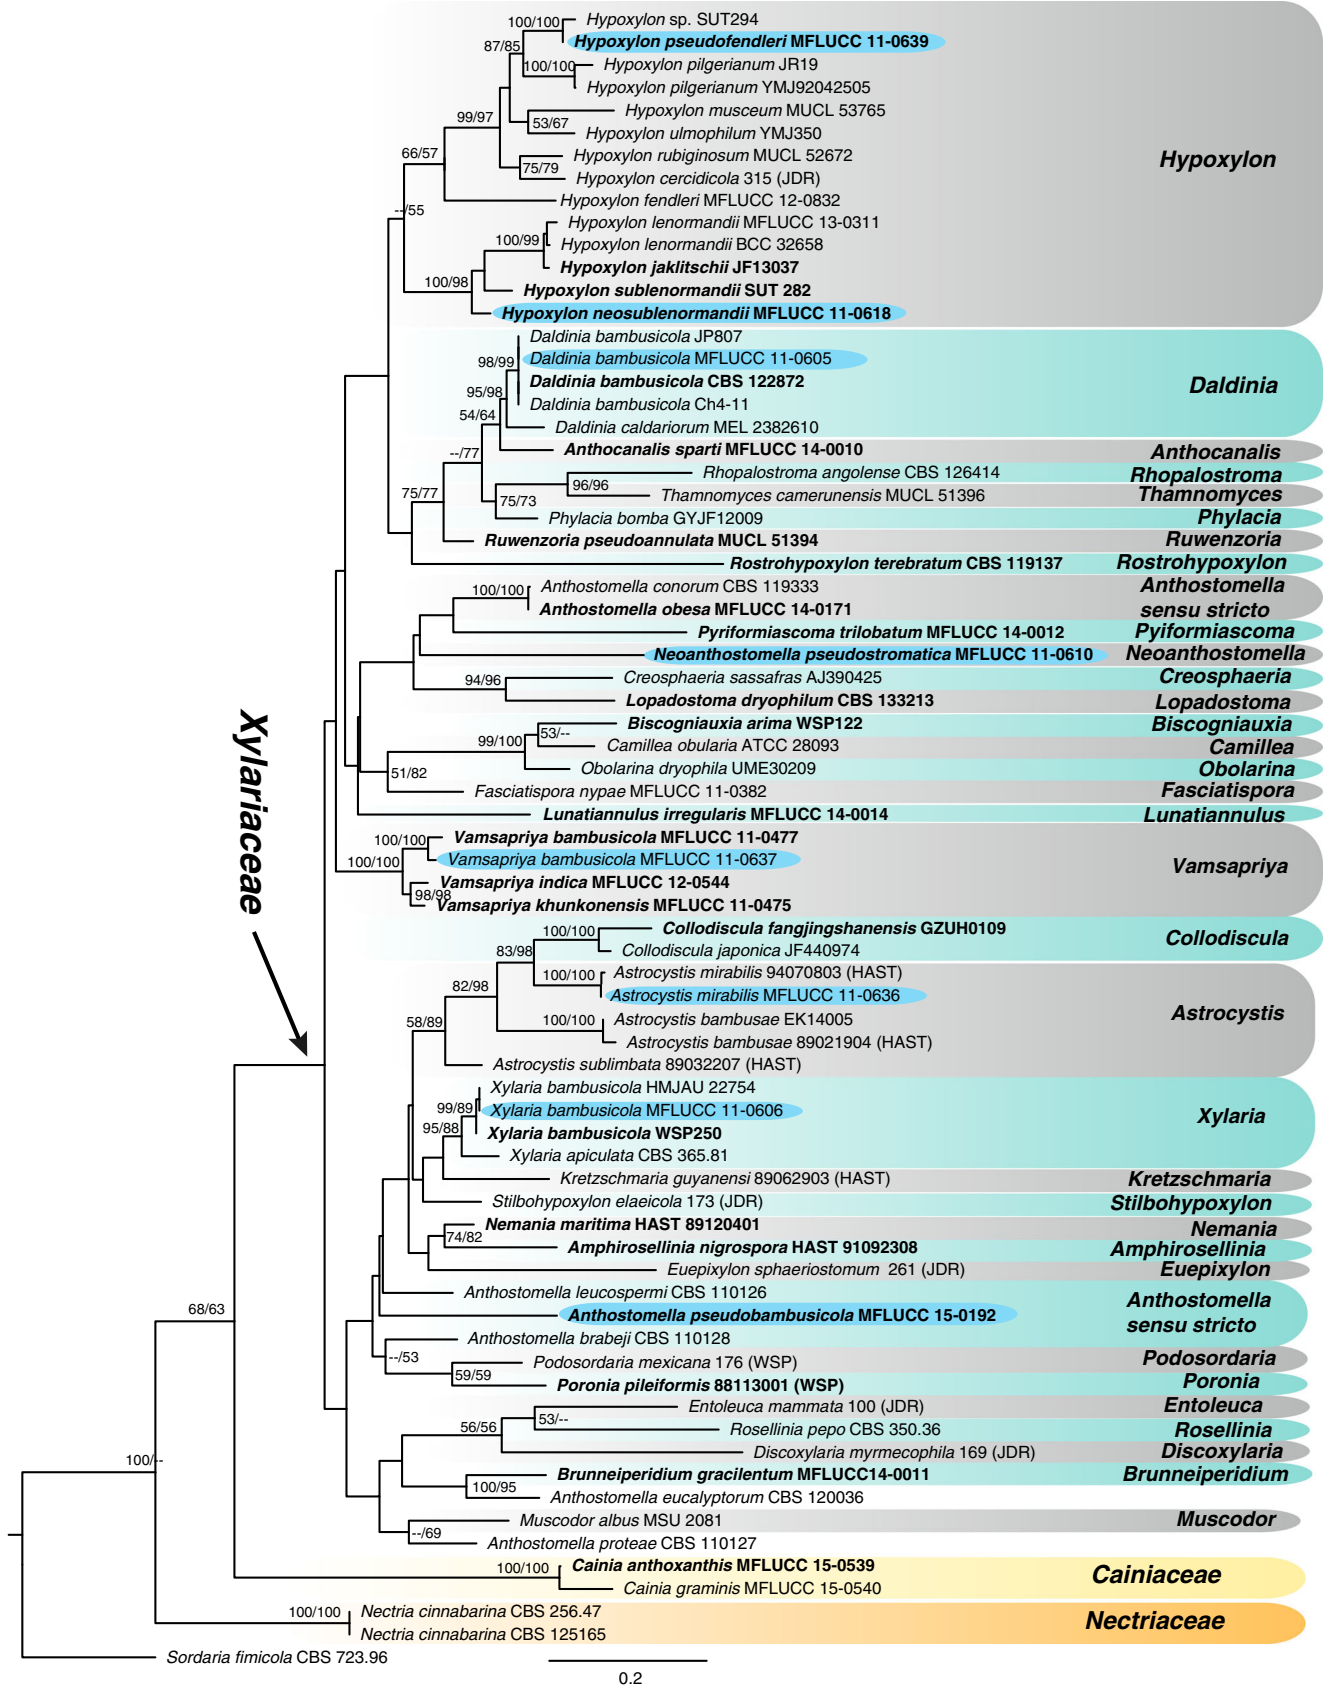 100/100
Hypoxylon sp. SUT294
Hypoxylon pseudofendleri MFLUCC 11-0639
87/85
100/100
Hypoxylon pilgerianum JR19
Hypoxylon pilgerianum YMJ92042505
Hypoxylon musceum MUCL 53765
99/97
53/67
Hypoxylon ulmophilum YMJ350
Hypoxylon rubiginosum MUCL 52672
Hypoxylon
66/57
75/79
Hypoxylon cercidicola 315 (JDR)
Hypoxylon fendleri MFLUCC 12-0832
--/55
Hypoxylon lenormandii MFLUCC 13-0311
100/99
Hypoxylon lenormandii BCC 32658
Hypoxylon jaklitschii JF13037
100/98
Hypoxylon sublenormandii SUT 282
Hypoxylon neosublenormandii MFLUCC 11-0618
Daldinia bambusicola JP807
98/99
Daldinia bambusicola MFLUCC 11-0605
Daldinia bambusicola CBS 122872
Daldinia
95/98
Daldinia bambusicola Ch4-11
54/64
Daldinia caldariorum MEL 2382610
--/77
Anthocanalis sparti MFLUCC 14-0010
Anthocanalis
Rhopalostroma angolense CBS 126414
Rhopalostroma
96/96
75/77
75/73
Thamnomyces camerunensis MUCL 51396
Thamnomyces
Phylacia bomba GYJF12009
Phylacia
Ruwenzoria pseudoannulata MUCL 51394
Ruwenzoria
Rostrohypoxylon terebratum CBS 119137
Rostrohypoxylon
100/100
Anthostomella conorum CBS 119333
Anthostomella
Anthostomella obesa MFLUCC 14-0171
sensu stricto
Pyriformiascoma trilobatum MFLUCC 14-0012
Pyiformiascoma
Neoanthostomella pseudostromatica MFLUCC 11-0610
Neoanthostomella
94/96
Creosphaeria sassafras AJ390425
Creosphaeria
Lopadostoma dryophilum CBS 133213
Lopadostoma
Biscogniauxia arima WSP122
Biscogniauxia
53/--
99/100
Camillea obularia ATCC 28093
Camillea
51/82
Obolarina dryophila UME30209
Obolarina
Fasciatispora nypae MFLUCC 11-0382
Fasciatispora
Lunatiannulus irregularis MFLUCC 14-0014
Lunatiannulus
Xylariaceae
100/100
Vamsapriya bambusicola MFLUCC 11-0477
100/100
Vamsapriya bambusicola MFLUCC 11-0637
Vamsapriya
Vamsapriya indica MFLUCC 12-0544
98/98
Vamsapriya khunkonensis MFLUCC 11-0475
100/100
Collodiscula fangjingshanensis GZUH0109
Collodiscula
83/98
Collodiscula japonica JF440974
100/100
Astrocystis mirabilis 94070803 (HAST)
82/98
Astrocystis mirabilis MFLUCC 11-0636
Astrocystis
58/89
100/100
Astrocystis bambusae EK14005
Astrocystis bambusae 89021904 (HAST)
Astrocystis sublimbata 89032207 (HAST)
Xylaria bambusicola HMJAU 22754
99/89
Xylaria bambusicola MFLUCC 11-0606
Xylaria
95/88
Xylaria bambusicola WSP250
Xylaria apiculata CBS 365.81
Kretzschmaria guyanensi 89062903 (HAST)
Kretzschmaria
Stilbohypoxylon elaeicola 173 (JDR)
Stilbohypoxylon
Nemania maritima HAST 89120401
Nemania
74/82
Amphirosellinia nigrospora HAST 91092308
Amphirosellinia
Euepixylon sphaeriostomum 261 (JDR)
Euepixylon
Anthostomella leucospermi CBS 110126
Anthostomella
68/63
Anthostomella pseudobambusicola MFLUCC 15-0192
sensu stricto
Anthostomella brabeji CBS 110128
--/53
Podosordaria mexicana 176 (WSP)
Podosordaria
59/59
Poronia pileiformis 88113001 (WSP)
Poronia
Entoleuca mammata 100 (JDR)
Entoleuca
56/56
53/--
Rosellinia pepo CBS 350.36
Rosellinia
Discoxylaria myrmecophila 169 (JDR)
Discoxylaria
100/--
Brunneiperidium gracilentum MFLUCC14-0011
Brunneiperidium
100/95
Anthostomella eucalyptorum CBS 120036
Muscodor albus MSU 2081
Muscodor
--/69
Anthostomella proteae CBS 110127
100/100
Cainia anthoxanthis MFLUCC 15-0539
Cainiaceae
Cainia graminis MFLUCC 15-0540
100/100
Nectria cinnabarina CBS 256.47
Nectriaceae
Nectria cinnabarina CBS 125165
Sordaria fimicola CBS 723.96
0.2